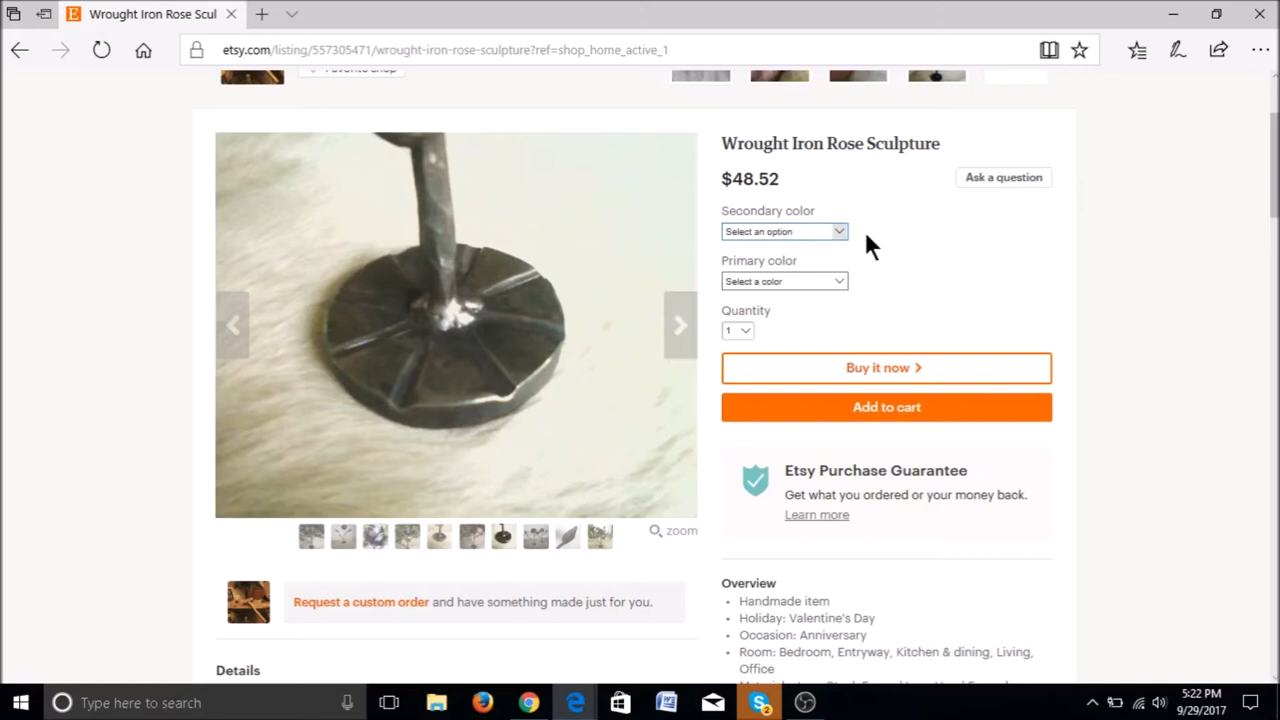 Wrought Iron Rose Scul
etsy.com/listing/557305471/wrought-iron-rose-sculpture?ref=shop_home_active_1
Favorite shop
Wrought Iron Rose Sculpture
$48.52
Ask a question
Secondary color
Select an option
Primary color
Select a color
Quantity
1
Buy it now
Add to cart
Etsy Purchase Guarantee
Get what you ordered or your money back.
Learn more
zoom
Request a custom order and have something made just for you.
Overview
• Handmade item
• Holiday: Valentine's Day
• Occasion: Anniversary
• Room: Bedroom, Entryway, Kitchen & dining, Living,
Office
Details
Type here to search
5:22 PM
9/29/2017